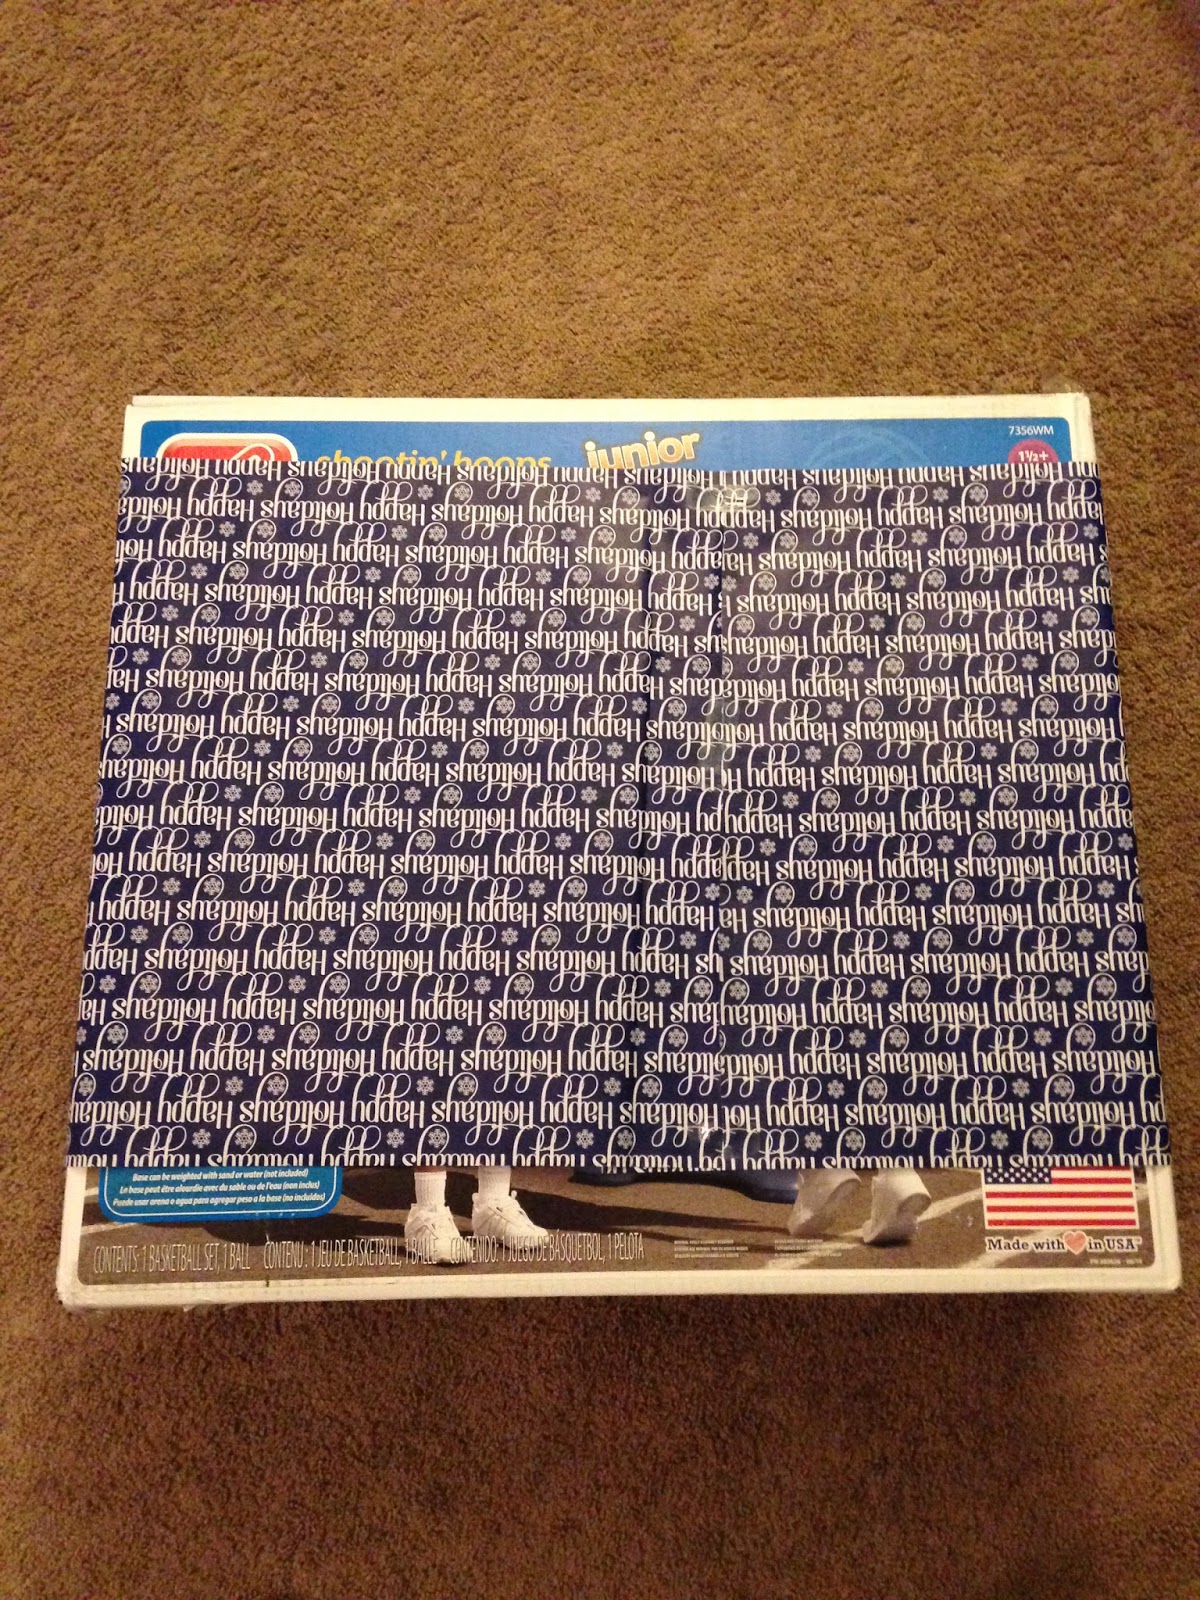 7356WM
1½+
shootin' hoops junior
Happy Holidays
Base can be weighted with sand or water (not included)
La base peut être alourdie avec du sable ou de l'eau (non inclus)
Puede usar arena o agua para agregar peso a la base (no incluidos)
CONTENTS: 1 BASKETBALL SET, 1 BALL CONTENU : 1 JEU DE BASKETBALL, 1 BALLE CONTENIDO: 1 JUEGO DE BÁSQUETBOL, 1 PELOTA
Made with in USA